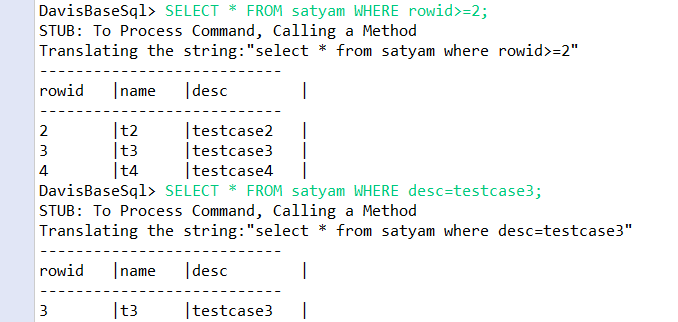 DavisBaseSql> SELECT * FROM satyam WHERE rowid>=2;
STUB: To Process Command, Calling a Method
Translating the string:"select * from satyam where rowid>=2"
---------------------------
rowid   |name   |desc        |
---------------------------
2       |t2     |testcase2   |
3       |t3     |testcase3   |
4       |t4     |testcase4   |
DavisBaseSql> SELECT * FROM satyam WHERE desc=testcase3;
STUB: To Process Command, Calling a Method
Translating the string:"select * from satyam where desc=testcase3"
---------------------------
rowid   |name   |desc        |
---------------------------
3       |t3     |testcase3   |